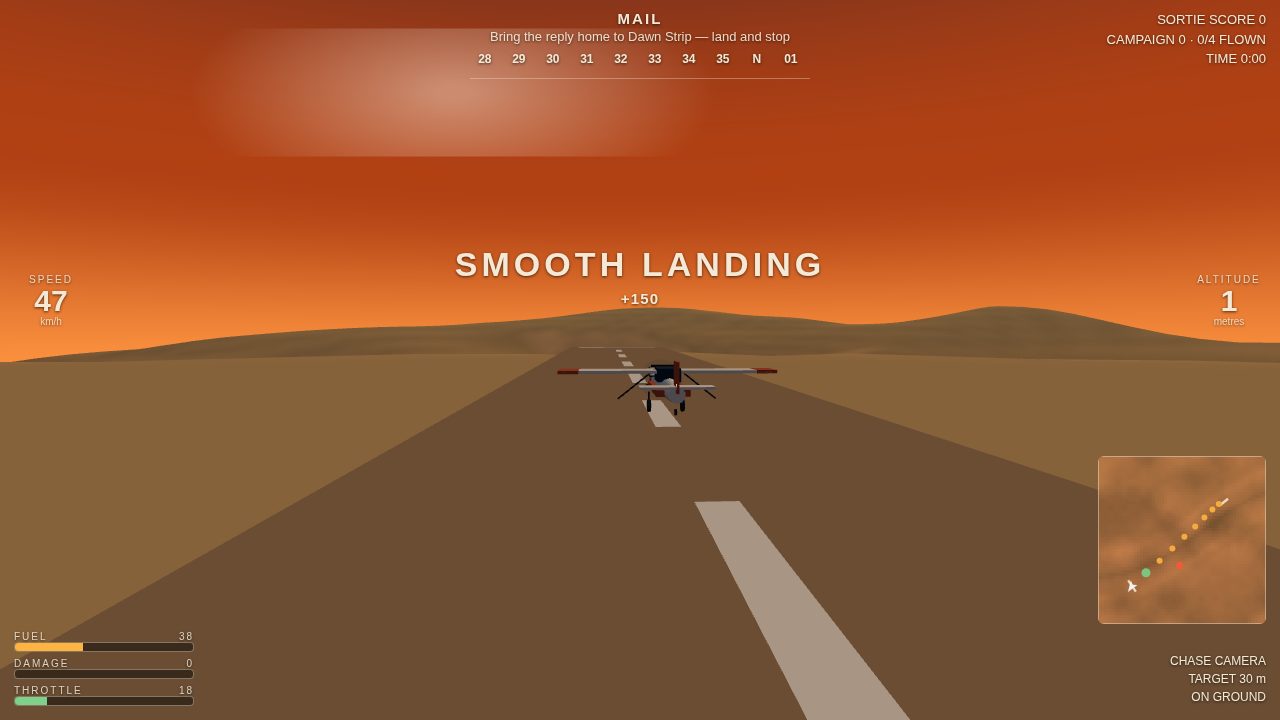 MAIL
Bring the reply home to Dawn Strip — land and stop
28 29 30 31 32 33 34 35 N 01
SORTIE SCORE 0
CAMPAIGN 0 · 0/4 FLOWN
TIME 0:00
SMOOTH LANDING
+150
SPEED
47
km/h
ALTITUDE
1
metres
FUEL 38
DAMAGE 0
THROTTLE 18
CHASE CAMERA
TARGET 30 m
ON GROUND